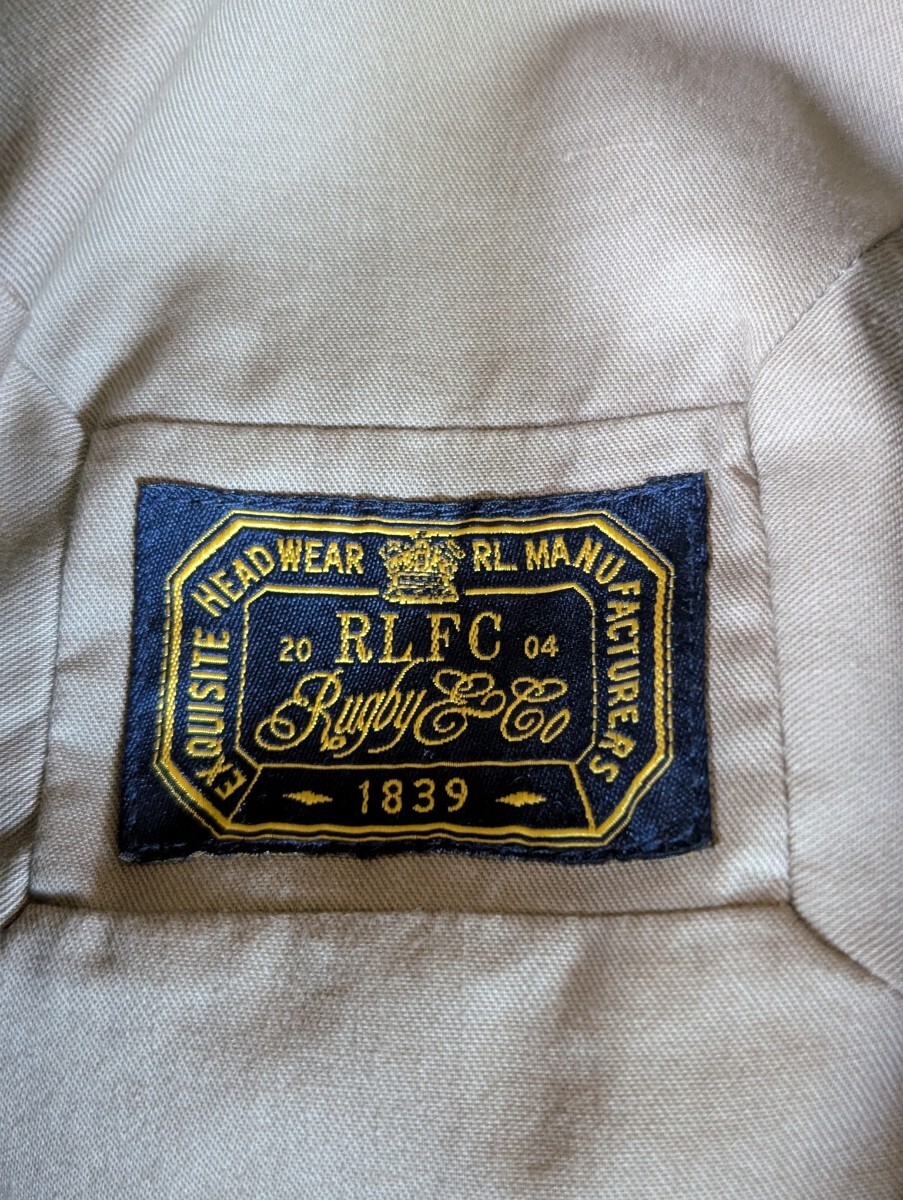 EXQUISITE HEADWEAR RL. MANUFACTURERS
20 RLFC 04
Rugby & Co
1839